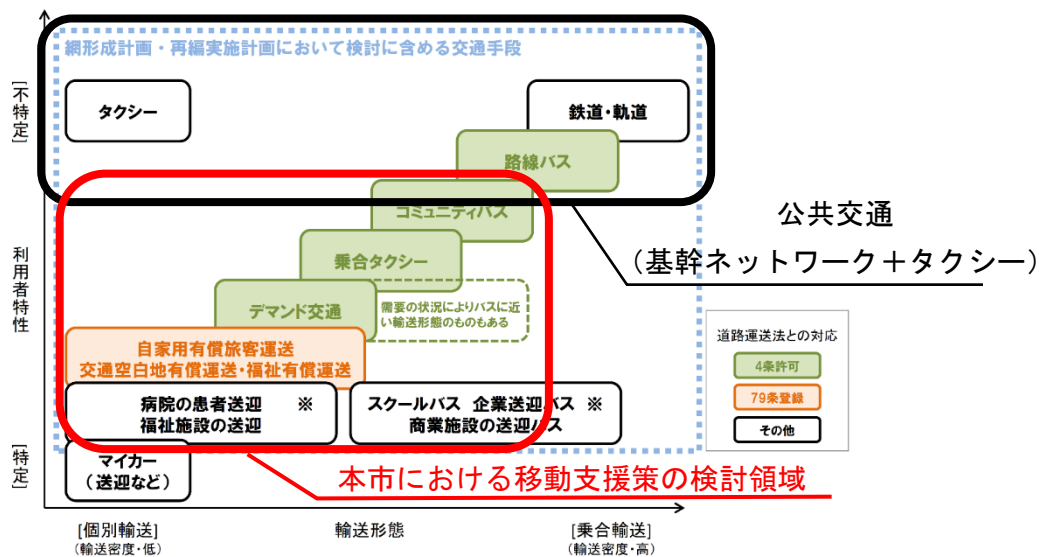 網形成計画・再編実施計画において検討に含める交通手段
[不特定]
タクシー
鉄道・軌道
路線バス
コミュニティバス
公共交通
（基幹ネットワーク＋タクシー）
利用者特性
乗合タクシー
デマンド交通
需要の状況によりバスに近
い輸送形態のものもある
自家用有償旅客運送
交通空白地有償運送・福祉有償運送
道路運送法との対応
4条許可
79条登録
その他
病院の患者送迎　※
福祉施設の送迎
スクールバス 企業送迎バス ※
商業施設の送迎バス
[特定]
マイカー
（送迎など）
本市における移動支援策の検討領域
[個別輸送]
（輸送密度・低）
輸送形態
[乗合輸送]
（輸送密度・高）